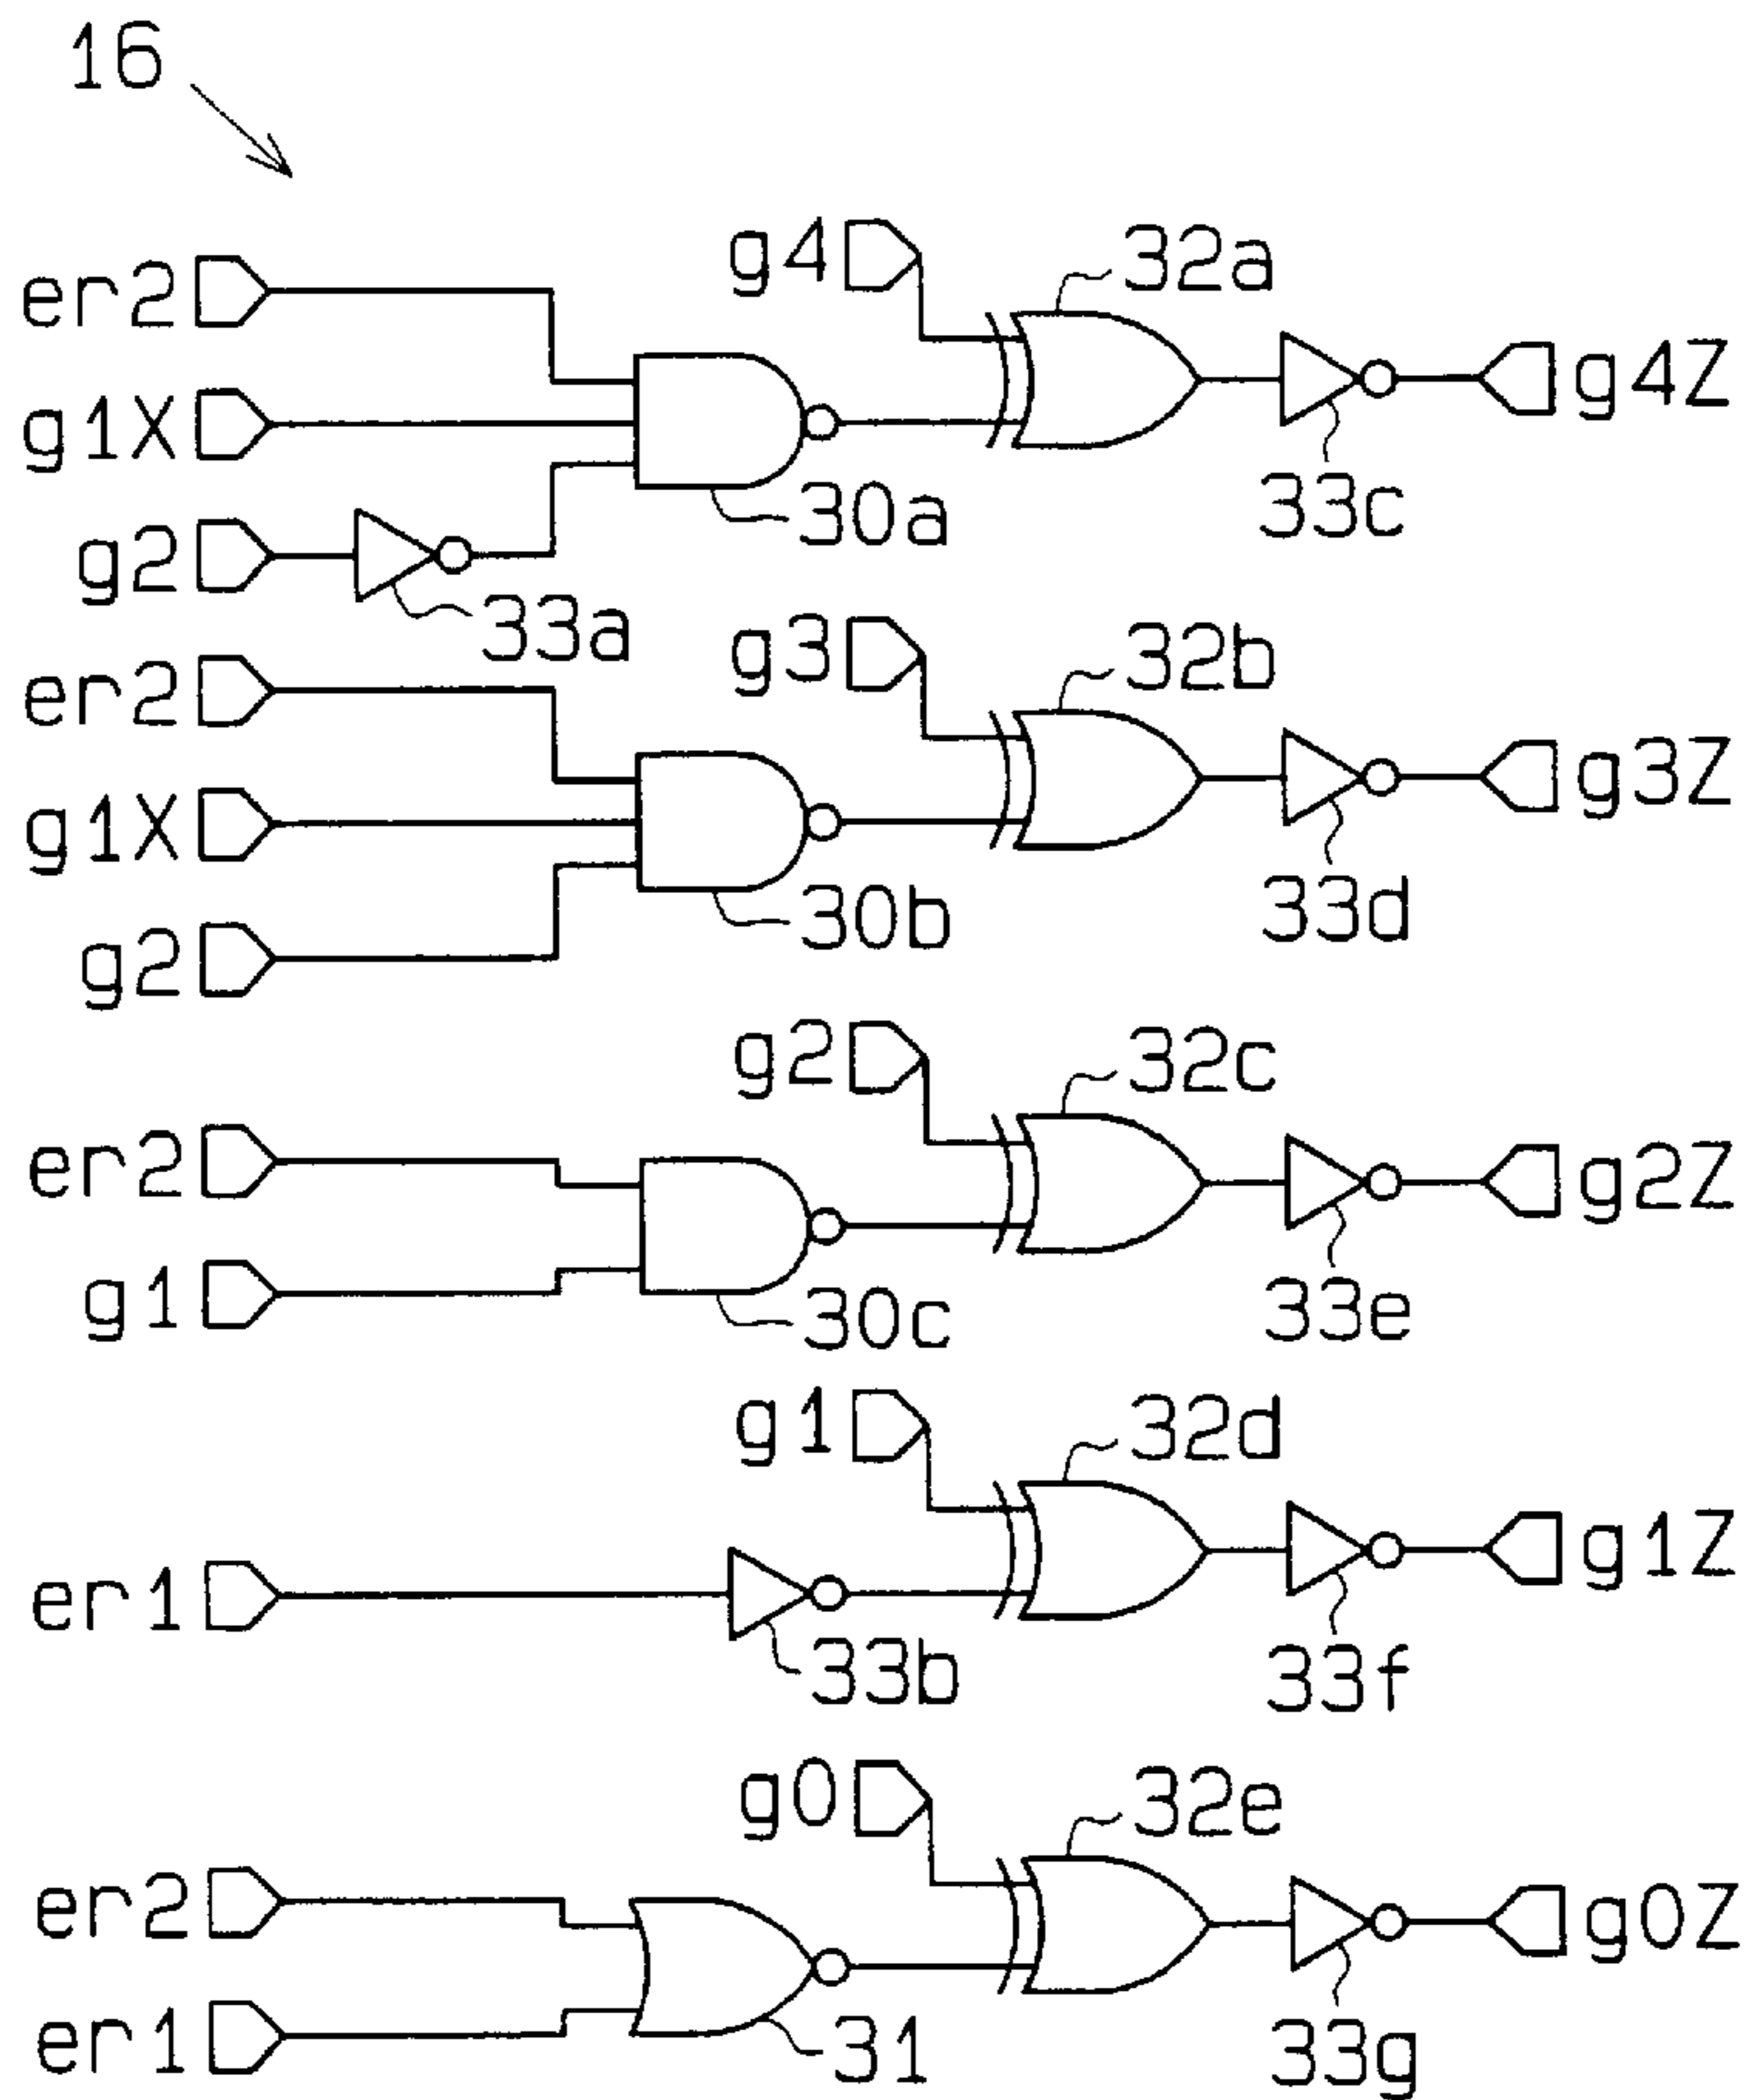 16
g4
32a
er2
g4Z
g1X
30a
33c
g2
33a
g3
32b
er2
g3Z
g1X
30b
33d
g2
g2
32c
er2
g2Z
g1
30c
33e
g1
32d
g1Z
er1
33b
33f
g0
32e
er2
g0Z
er1
31
33g